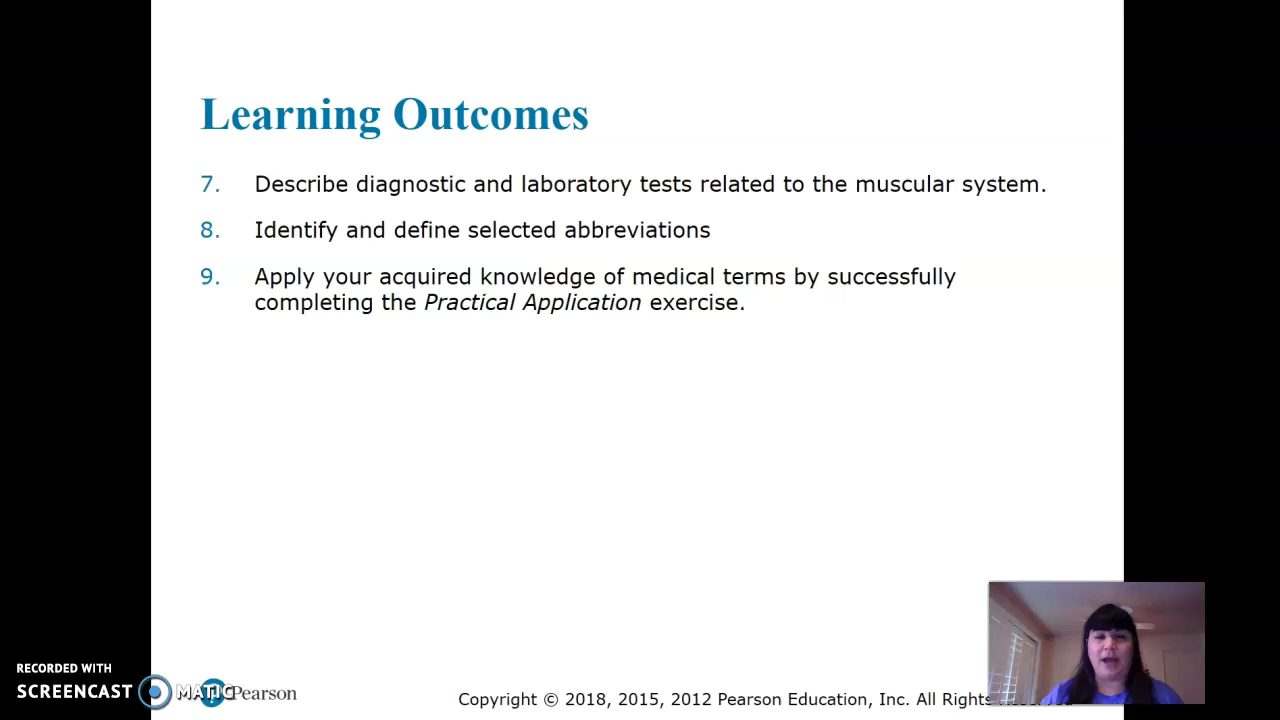 Learning Outcomes
7. Describe diagnostic and laboratory tests related to the muscular system.
8. Identify and define selected abbreviations
9. Apply your acquired knowledge of medical terms by successfully
completing the Practical Application exercise.
RECORDED WITH
SCREENCAST MATIC
Pearson
Copyright © 2018, 2015, 2012 Pearson Education, Inc. All Rights